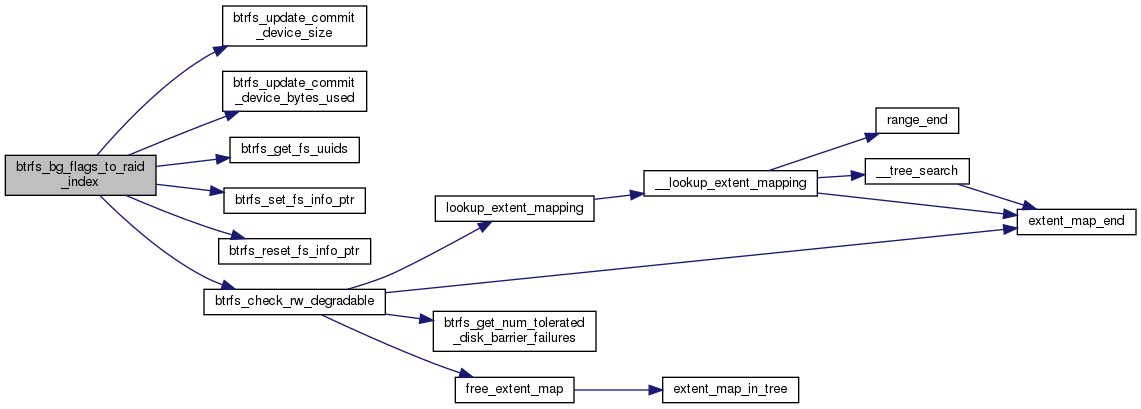 btrfs_update_commit
_device_size
btrfs_update_commit
_device_bytes_used
btrfs_get_fs_uuids
btrfs_bg_flags_to_raid
_index
btrfs_set_fs_info_ptr
btrfs_reset_fs_info_ptr
btrfs_check_rw_degradable
lookup_extent_mapping
btrfs_get_num_tolerated
_disk_barrier_failures
free_extent_map
__lookup_extent_mapping
extent_map_in_tree
range_end
__tree_search
extent_map_end